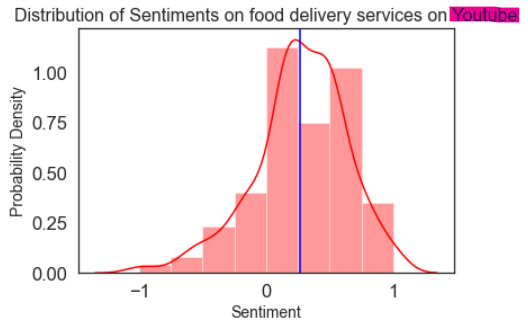 Distribution of Sentiments on food delivery services on Youtube
1.00
0.75
0.50
0.25
0.00
Probability Density
−1 0 1
Sentiment